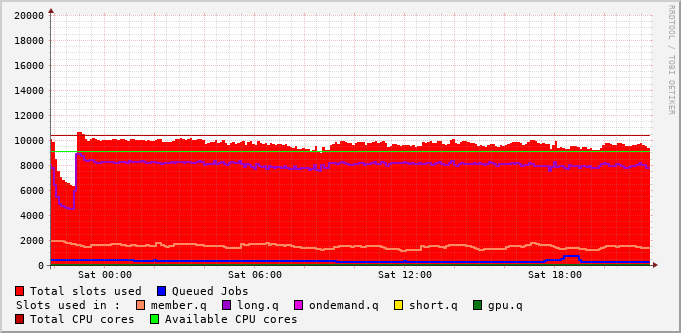 20000
18000
16000
14000
12000
10000
8000
6000
4000
2000
0
Sat 00:00 Sat 06:00 Sat 12:00 Sat 18:00
RRDTOOL / TOBI OETIKER
Total slots used Queued Jobs
Slots used in : member.q long.q ondemand.q short.q gpu.q
Total CPU cores Available CPU cores